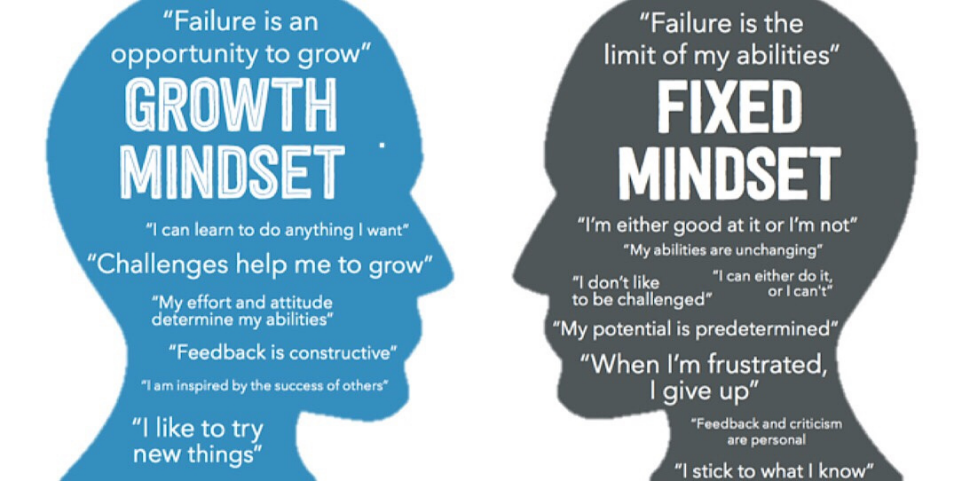 “Failure is an
opportunity to grow”
GROWTH
MINDSET
“I can learn to do anything I want”
“Challenges help me to grow”
“My effort and attitude
determine my abilities”
“Feedback is constructive”
“I am inspired by the success of others”
“I like to try
new things”
“Failure is the
limit of my abilities”
FIXED
MINDSET
“I’m either good at it or I’m not”
“My abilities are unchanging”
“I don’t like
to be challenged”
“I can either do it,
or I can't”
“My potential is predetermined”
“When I’m frustrated,
I give up”
“Feedback and criticism
are personal
“I stick to what I know”